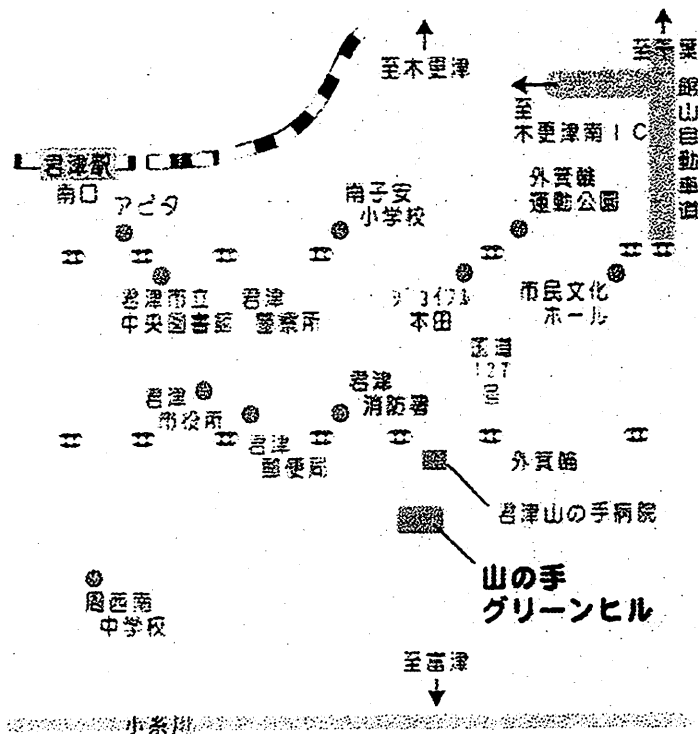 至木更津
至千葉
館山自動車道
至
木更津南IC
君津駅
南口
アピタ
南子安
小学校
外箕輪
運動公園
君津市立
中央図書館
君津
警察所
ジョイフル
本田
市民文化
ホール
国道
127
号
君津
市役所
君津
郵便局
君津
消防署
外箕輪
君津山の手病院
山の手
グリーンヒル
周西南
中学校
至富津
小糸川